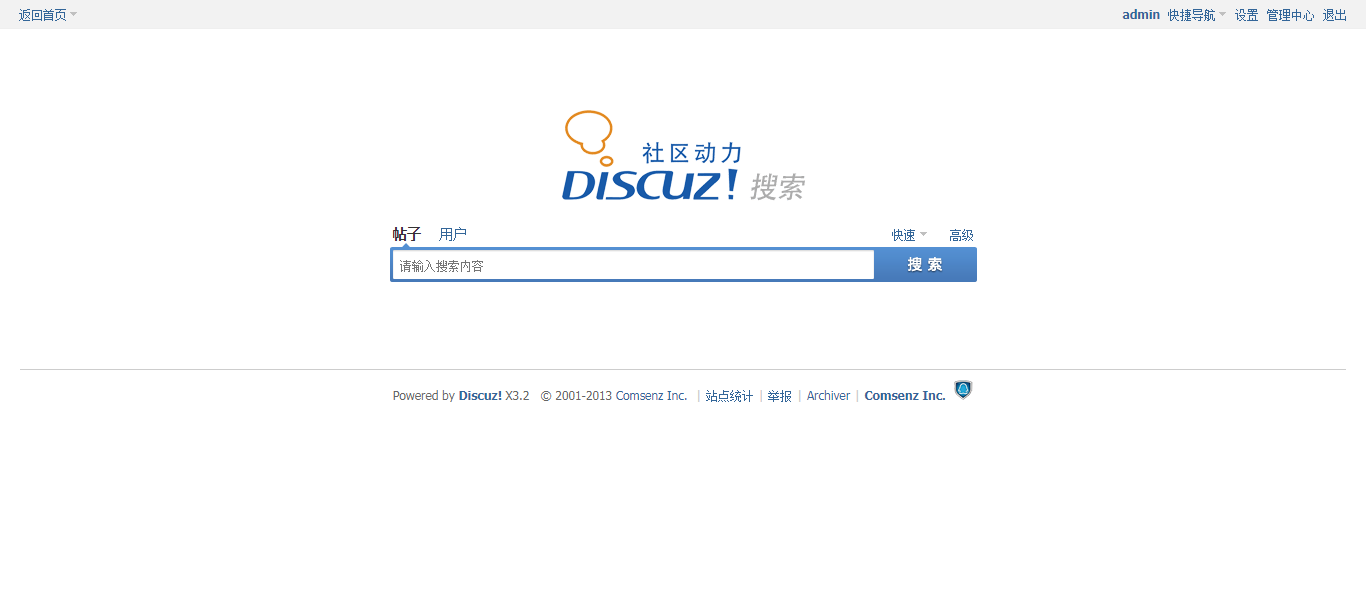 返回首页 admin 快捷导航 设置 管理中心 退出
社区动力
DISCUZ! 搜索
帖子 用户 快速 高级
请输入搜索内容 搜索
Powered by Discuz! X3.2 © 2001-2013 Comsenz Inc. | 站点统计 | 举报 | Archiver | Comsenz Inc.